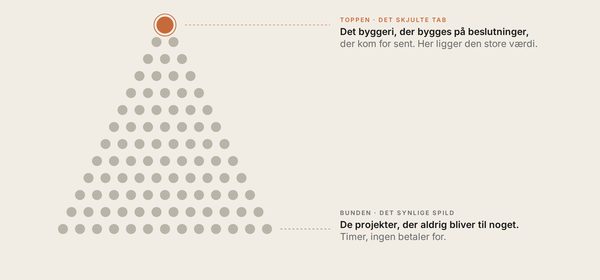 TOPPEN · DET SKJULTE TAB
Det byggeri, der bygges på beslutninger,
der kom for sent. Her ligger den store værdi.
BUNDEN · DET SYNLIGE SPILD
De projekter, der aldrig bliver til noget.
Timer, ingen betaler for.